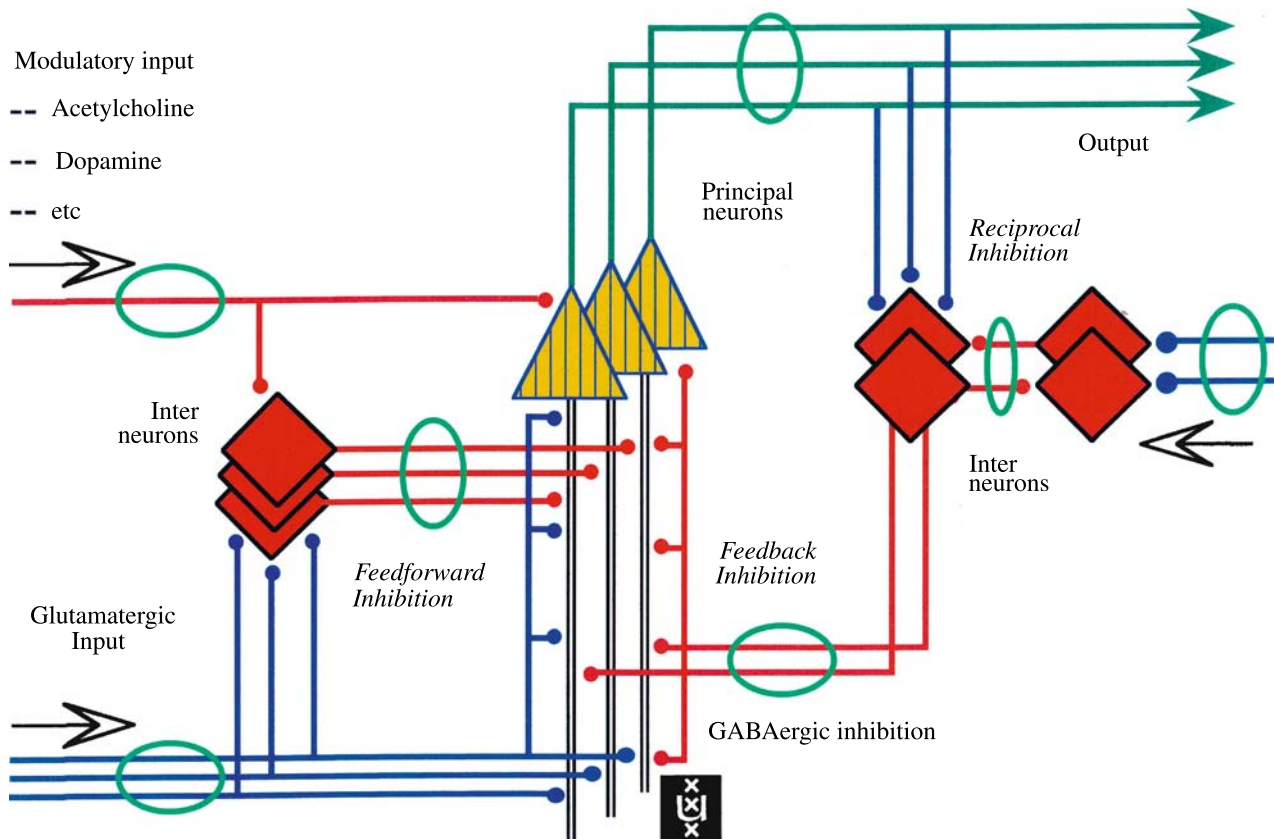 Modulatory input
-- Acetylcholine
-- Dopamine
-- etc
Output
Principal
neurons
Reciprocal
Inhibition
Inter
neurons
Inter
neurons
Feedforward
Inhibition
Feedback
Inhibition
Glutamatergic
Input
GABAergic inhibition
x
U
x
x